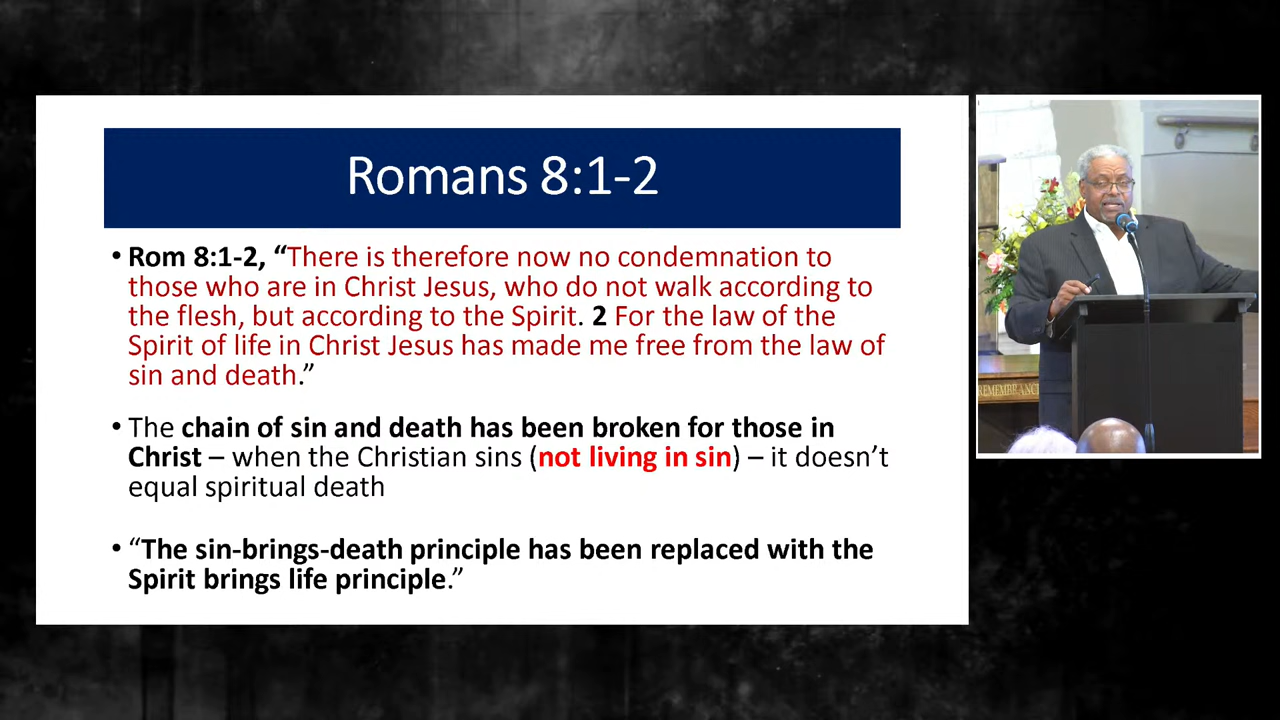 Romans 8:1-2
• Rom 8:1-2, “There is therefore now no condemnation to
those who are in Christ Jesus, who do not walk according to
the flesh, but according to the Spirit. 2 For the law of the
Spirit of life in Christ Jesus has made me free from the law of
sin and death.”
• The chain of sin and death has been broken for those in
Christ – when the Christian sins (not living in sin) – it doesn’t
equal spiritual death
• “The sin-brings-death principle has been replaced with the
Spirit brings life principle.”
REMEMBRANC